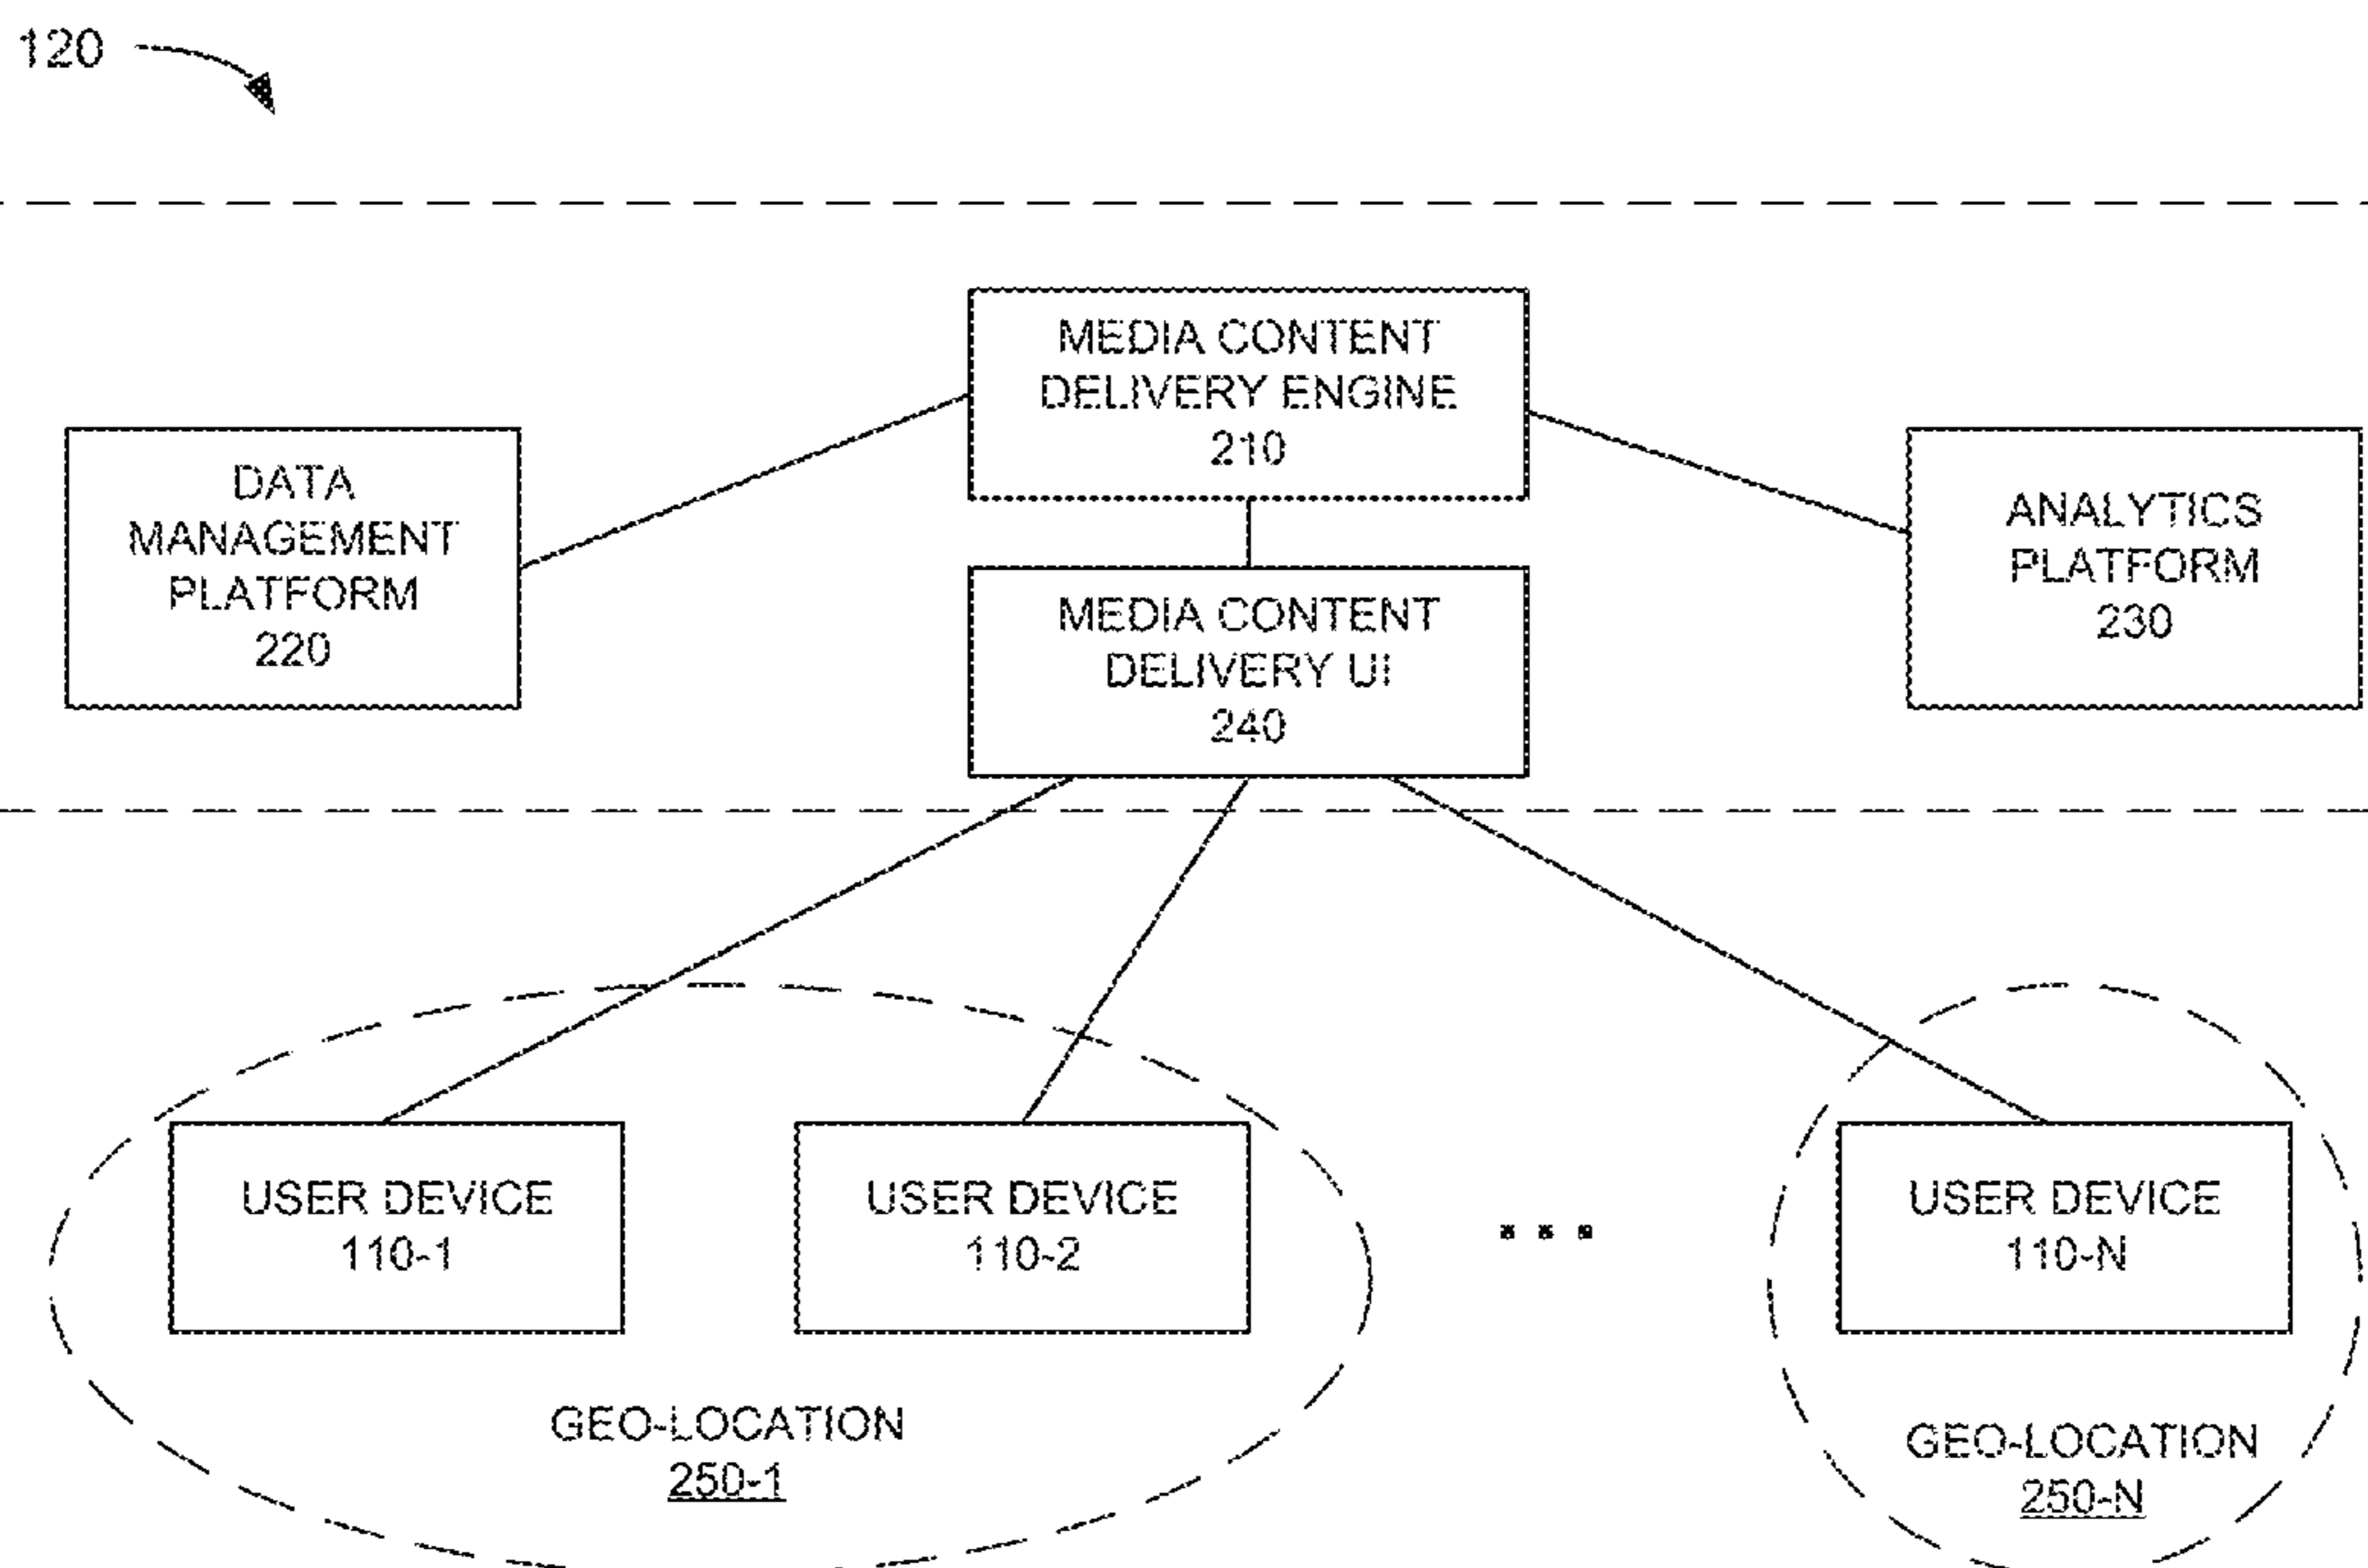 120
MEDIA CONTENT
DELIVERY ENGINE
210
DATA
MANAGEMENT
PLATFORM
220
ANALYTICS
PLATFORM
230
MEDIA CONTENT
DELIVERY UI
240
USER DEVICE
110-1
USER DEVICE
110-2
...
USER DEVICE
110-N
GEO-LOCATION
250-1
GEO-LOCATION
250-N